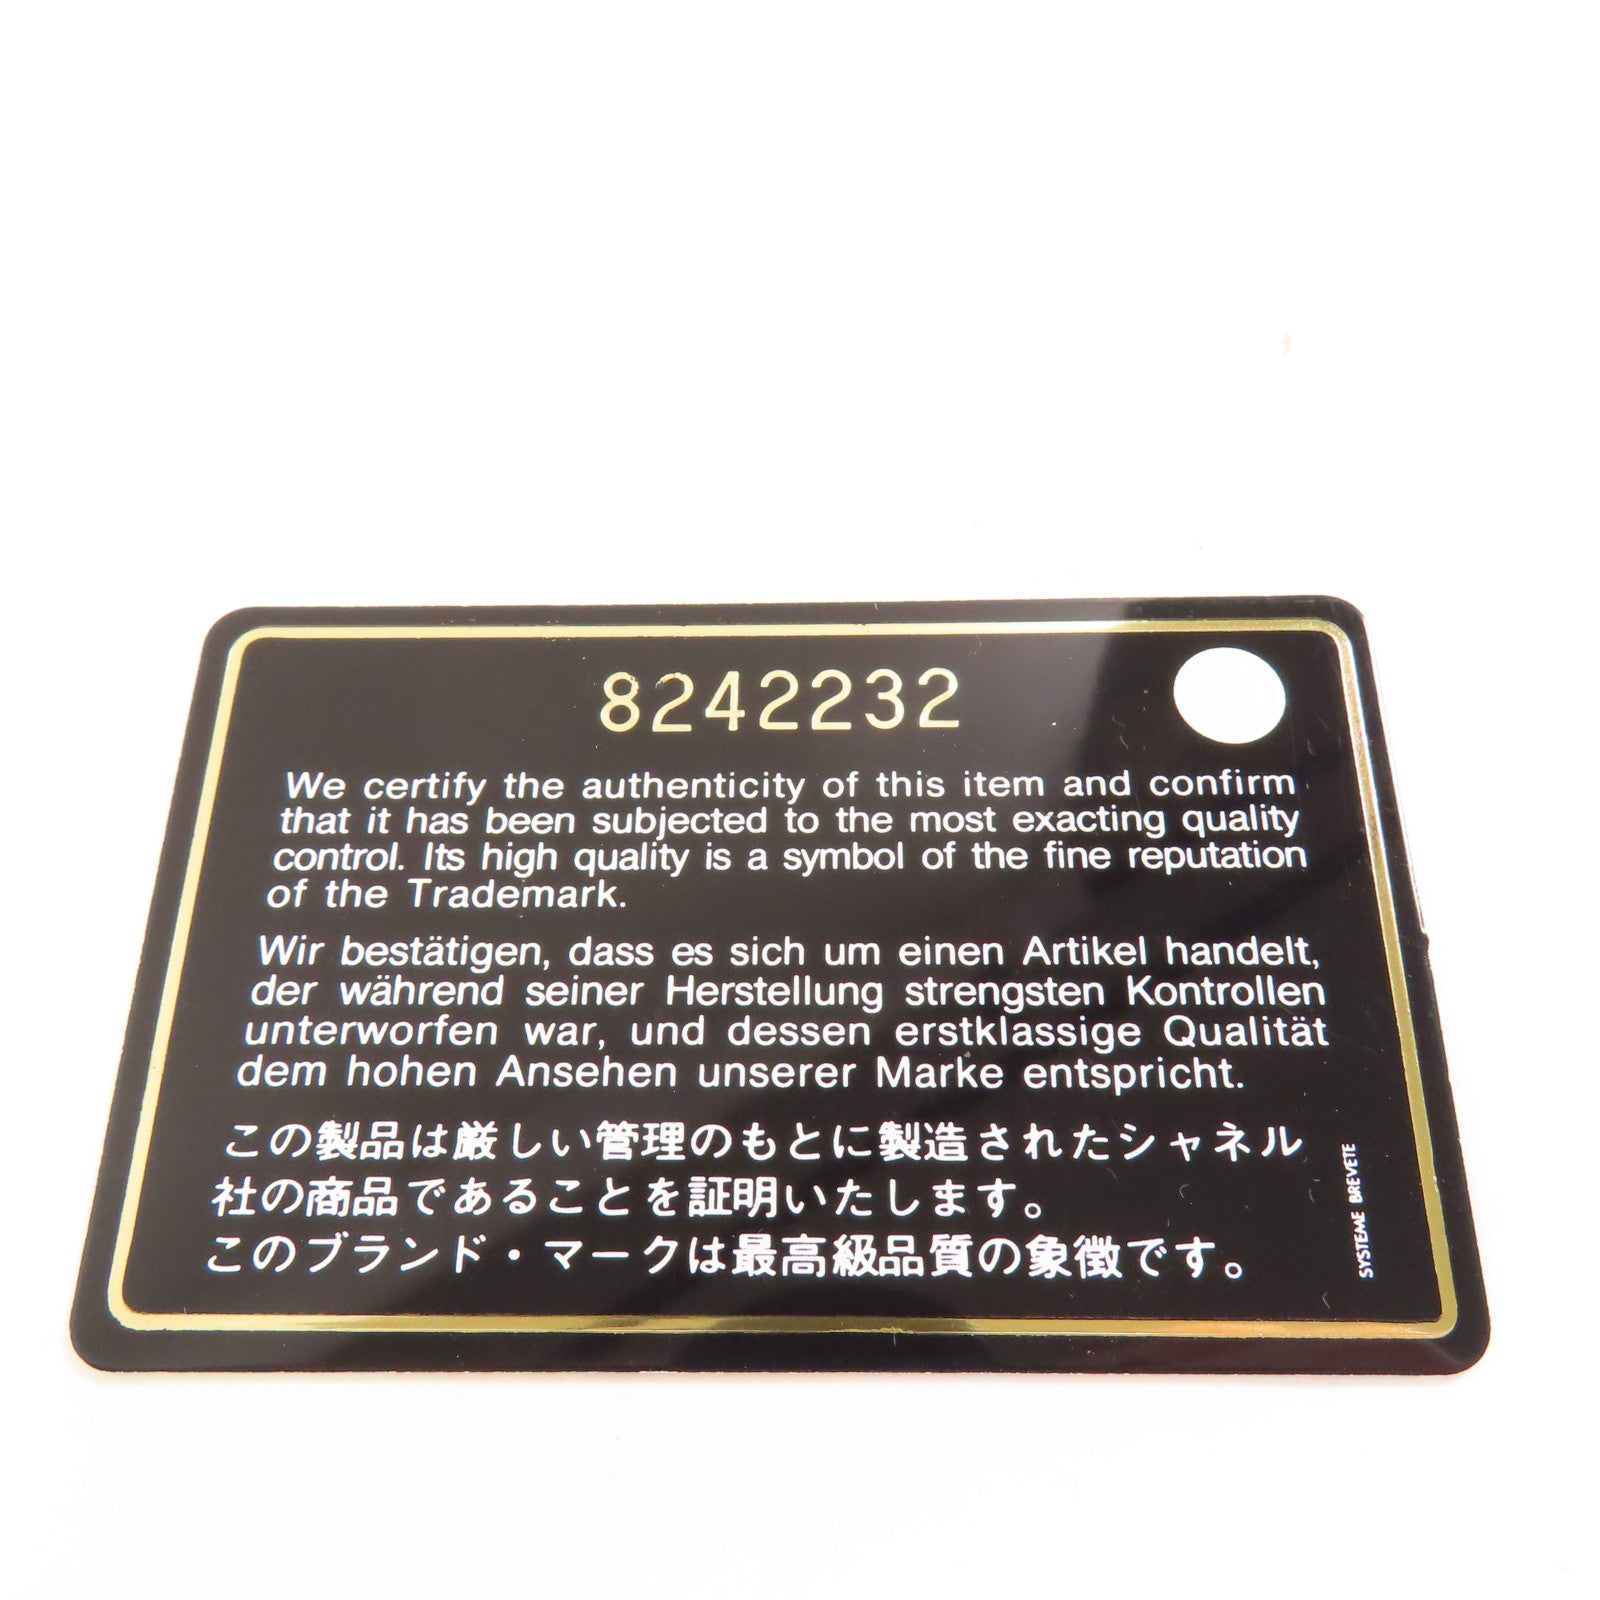 8242232
We certify the authenticity of this item and confirm
that it has been subjected to the most exacting quality
control. Its high quality is a symbol of the fine reputation
of the Trademark.
Wir bestätigen, dass es sich um einen Artikel handelt,
der während seiner Herstellung strengsten Kontrollen
unterworfen war, und dessen erstklassige Qualität
dem hohen Ansehen unserer Marke entspricht.
この製品は厳しい管理のもとに製造されたシャネル
社の商品であることを証明いたします。
このブランド・マークは最高級品質の象徴です。
SYSTEME BREVETE